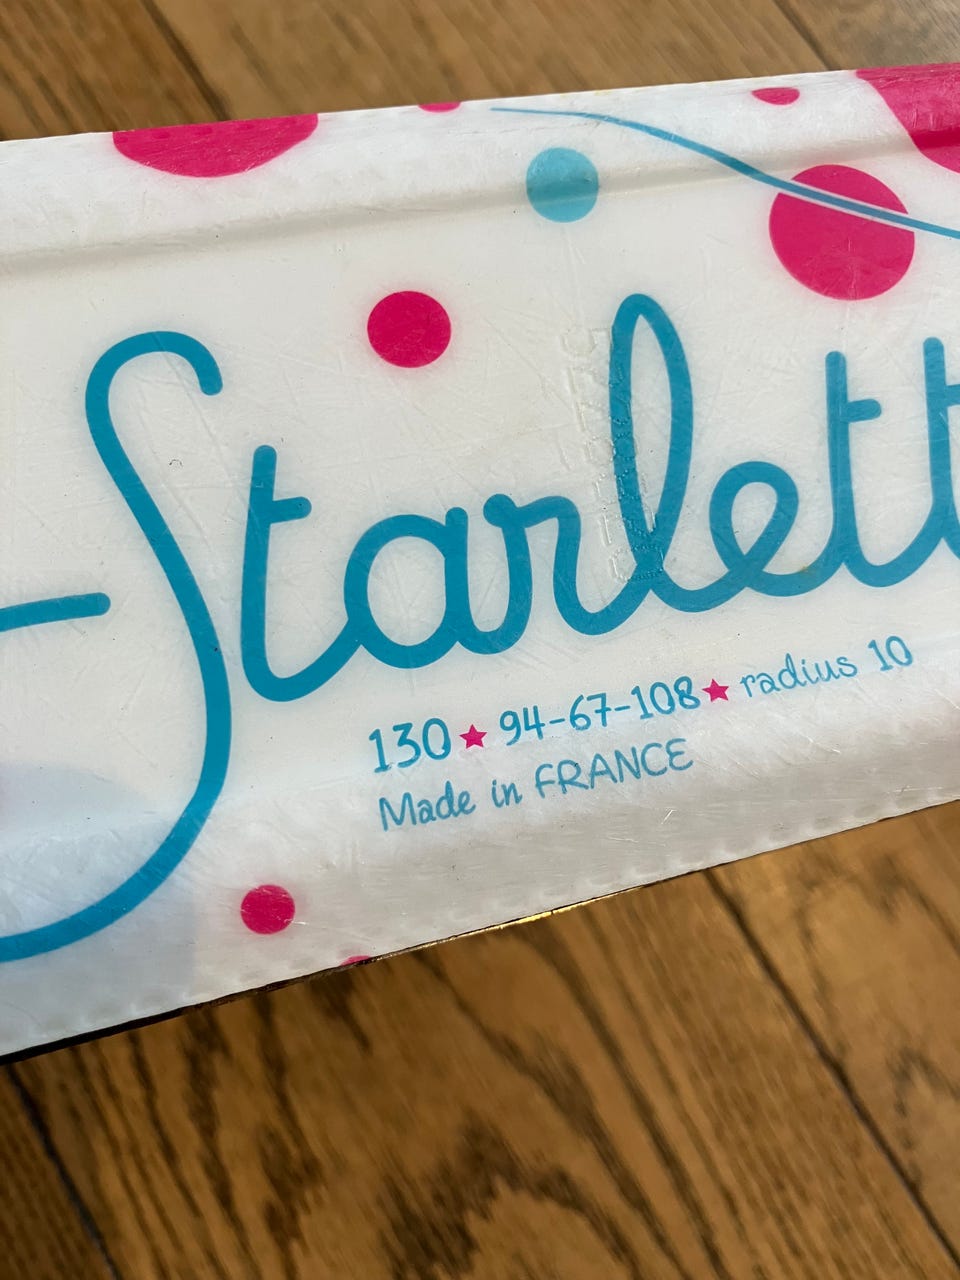 Starlett
130 ★ 94-67-108 ★ radius 10
Made in FRANCE